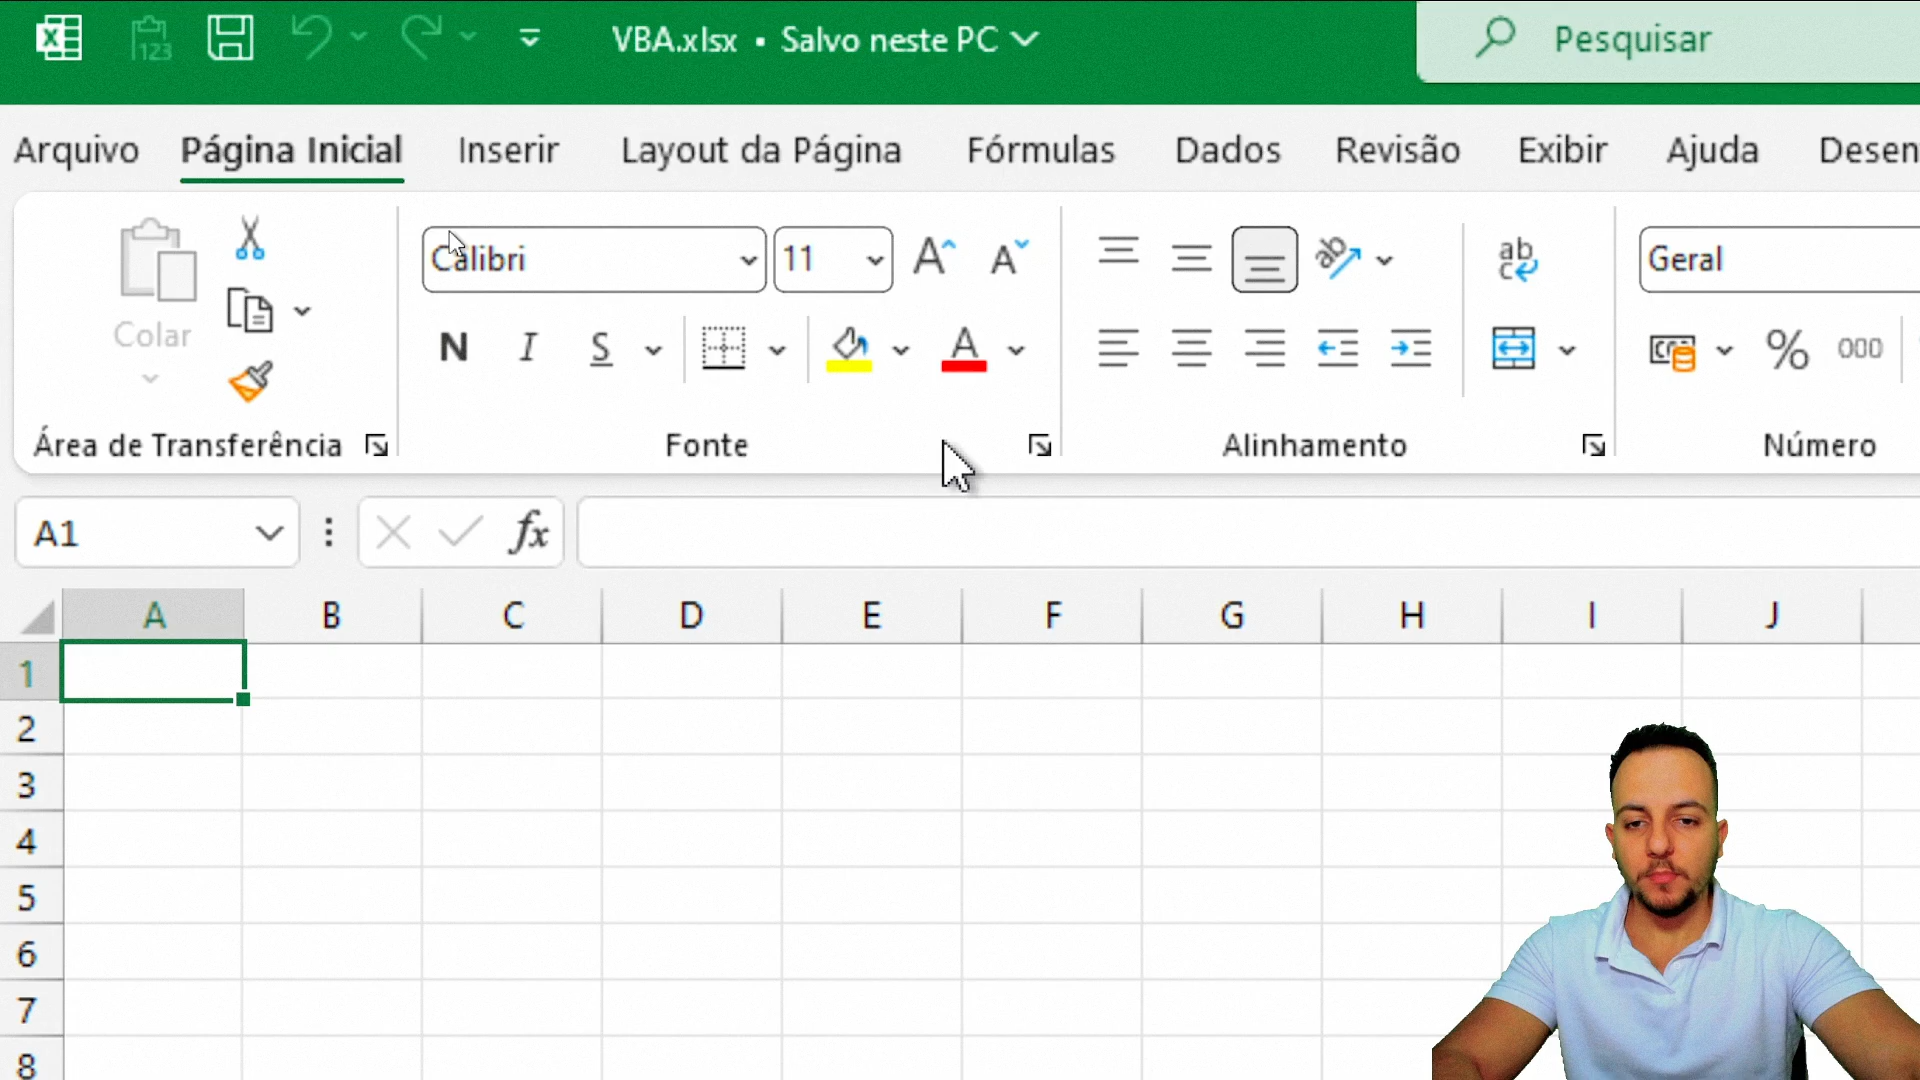 VBA.xlsx • Salvo neste PC
Pesquisar
Arquivo Página Inicial Inserir Layout da Página Fórmulas Dados Revisão Exibir Ajuda Desen
Colar
Calibri 11 A A ab ab c Geral
N I S A % 000
Área de Transferência Fonte Alinhamento Número
A1 fx
A B C D E F G H I J
1
2
3
4
5
6
7
8